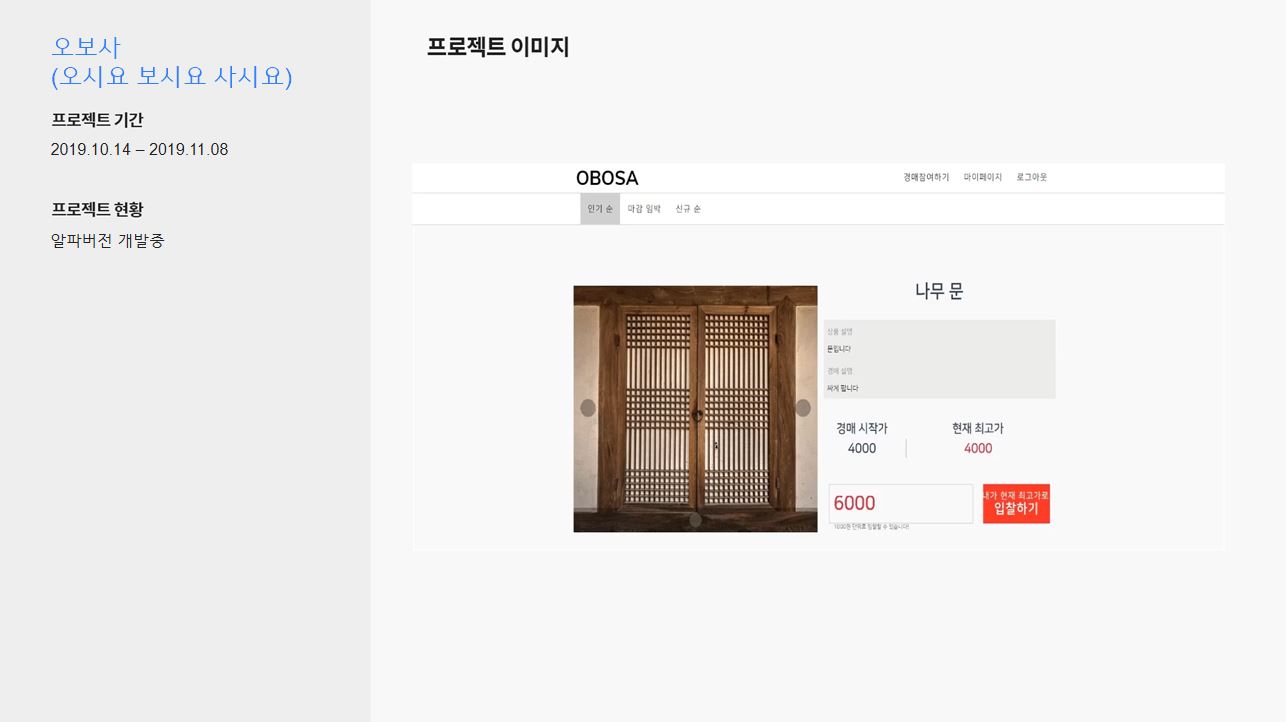 오보사
(오시요 보시요 사시요)
프로젝트 기간
2019.10.14 – 2019.11.08
프로젝트 현황
알파버전 개발중
프로젝트 이미지
OBOSA
경매참여하기 마이페이지 로그아웃
인기 순 마감 임박 신규 순
나무 문
상품 설명
문입니다
경매 설명
싸게 팝니다
경매 시작가 현재 최고가
4000 4000
6000
내가 현재 최고가로
입찰하기
1000원 단위로 입찰할 수 있습니다!